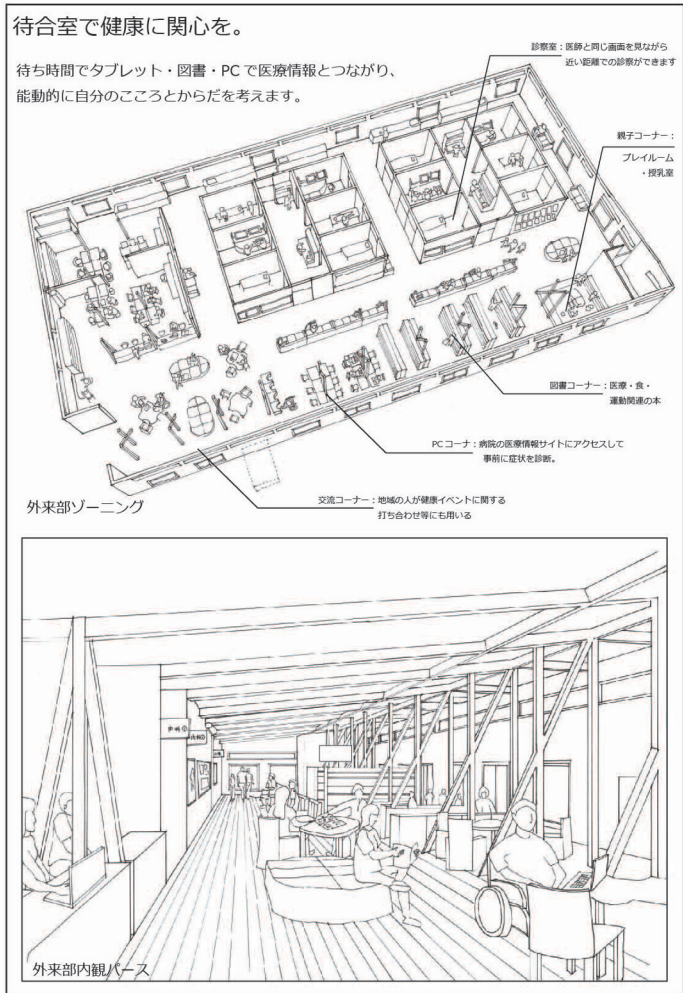 待合室で健康に関心を。
待ち時間でタブレット・図書・PCで医療情報とつながり、
能動的に自分のこころとからだを考えます。
診察室：医師と同じ画面を見ながら
近い距離での診察ができます
親子コーナー：
プレイルーム
・授乳室
図書コーナー：医療・食・
運動関連の本
PCコーナ：病院の医療情報サイトにアクセスして
事前に症状を診断。
交流コーナー：地域の人が健康イベントに関する
打ち合わせ等にも用いる
外来部ゾーニング
外来部内観パース